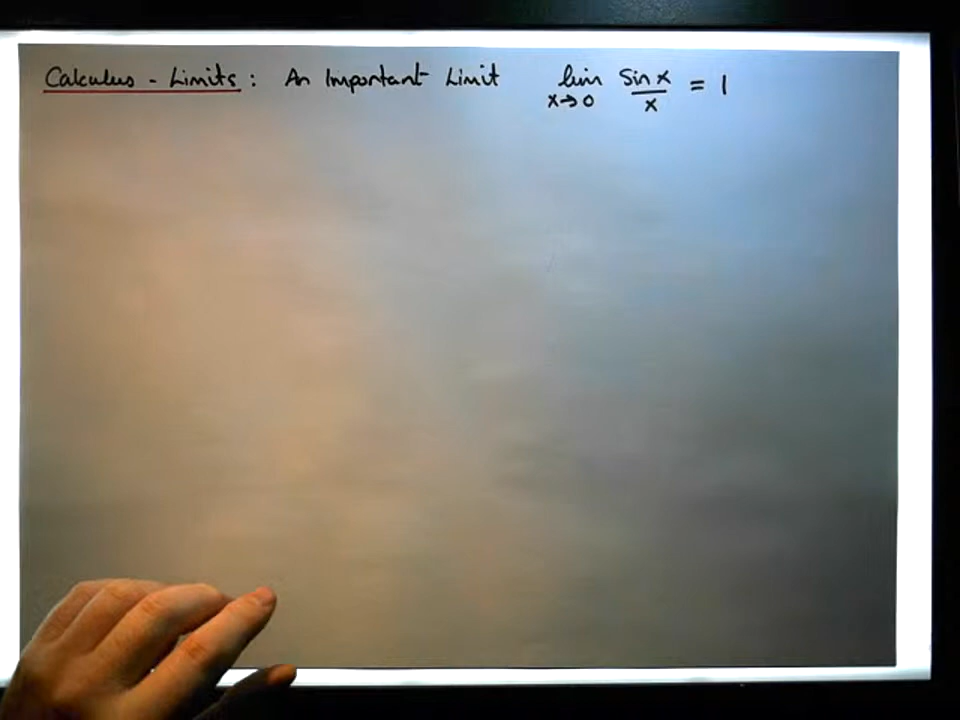 Calculus - Limits: An Important Limit lim x→0 sin x / x = 1